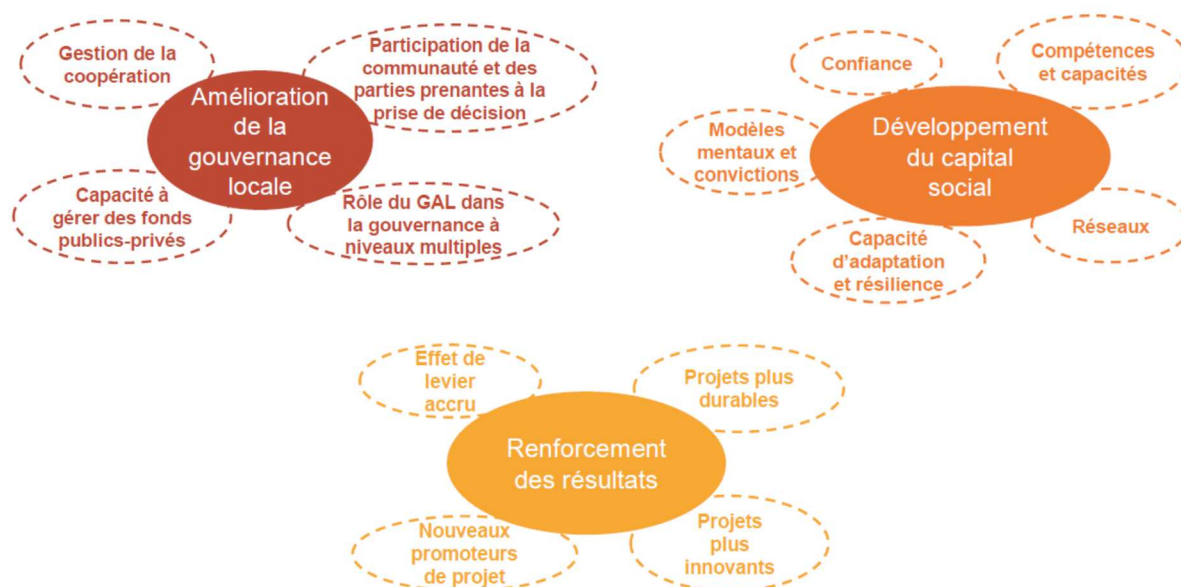 Gestion de la
coopération
Participation de la
communauté et des
parties prenantes à la
prise de décision
Amélioration
de la
gouvernance
locale
Capacité à
gérer des fonds
publics-privés
Rôle du GAL dans
la gouvernance à
niveaux multiples
Confiance
Compétences
et capacités
Modèles
mentaux et
convictions
Développement
du capital
social
Capacité
d’adaptation
et résilience
Réseaux
Effet de
levier
accru
Projets plus
durables
Renforcement
des résultats
Nouveaux
promoteurs
de projet
Projets
plus
innovants